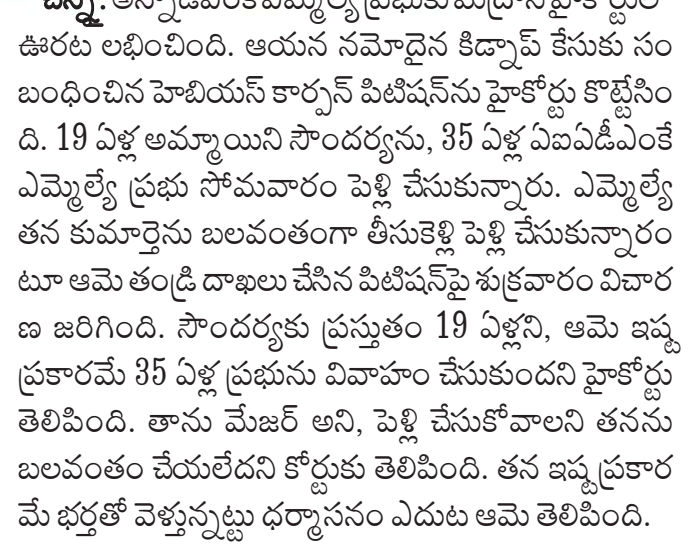 ఊరట లభించింది. ఆయన నమోదైన కిడ్నాప్ కేసుకు సం
బంధించిన హెబియస్ కార్పస్ పిటిషన్‌ను హైకోర్టు కొట్టేసిం
ది. 19 ఏళ్ల అమ్మాయిని సౌందర్యను, 35 ఏళ్ల ఏఐఏడీఎంకే
ఎమ్మెల్యే ప్రభు సోమవారం పెళ్లి చేసుకున్నారు. ఎమ్మెల్యే
తన కుమార్తెను బలవంతంగా తీసుకెళ్లి పెళ్లి చేసుకున్నారం
టూ ఆమె తండ్రి దాఖలు చేసిన పిటిషన్‌పై శుక్రవారం విచార
ణ జరిగింది. సౌందర్యకు ప్రస్తుతం 19 ఏళ్లని, ఆమె ఇష్ట
ప్రకారమే 35 ఏళ్ల ప్రభును వివాహం చేసుకుందని హైకోర్టు
తెలిపింది. తాను మేజర్ అని, పెళ్లి చేసుకోవాలని తనను
బలవంతం చేయలేదని కోర్టుకు తెలిపింది. తన ఇష్ట ప్రకార
మే భర్తతో వెళ్తున్నట్టు ధర్మాసనం ఎదుట ఆమె తెలిపింది.